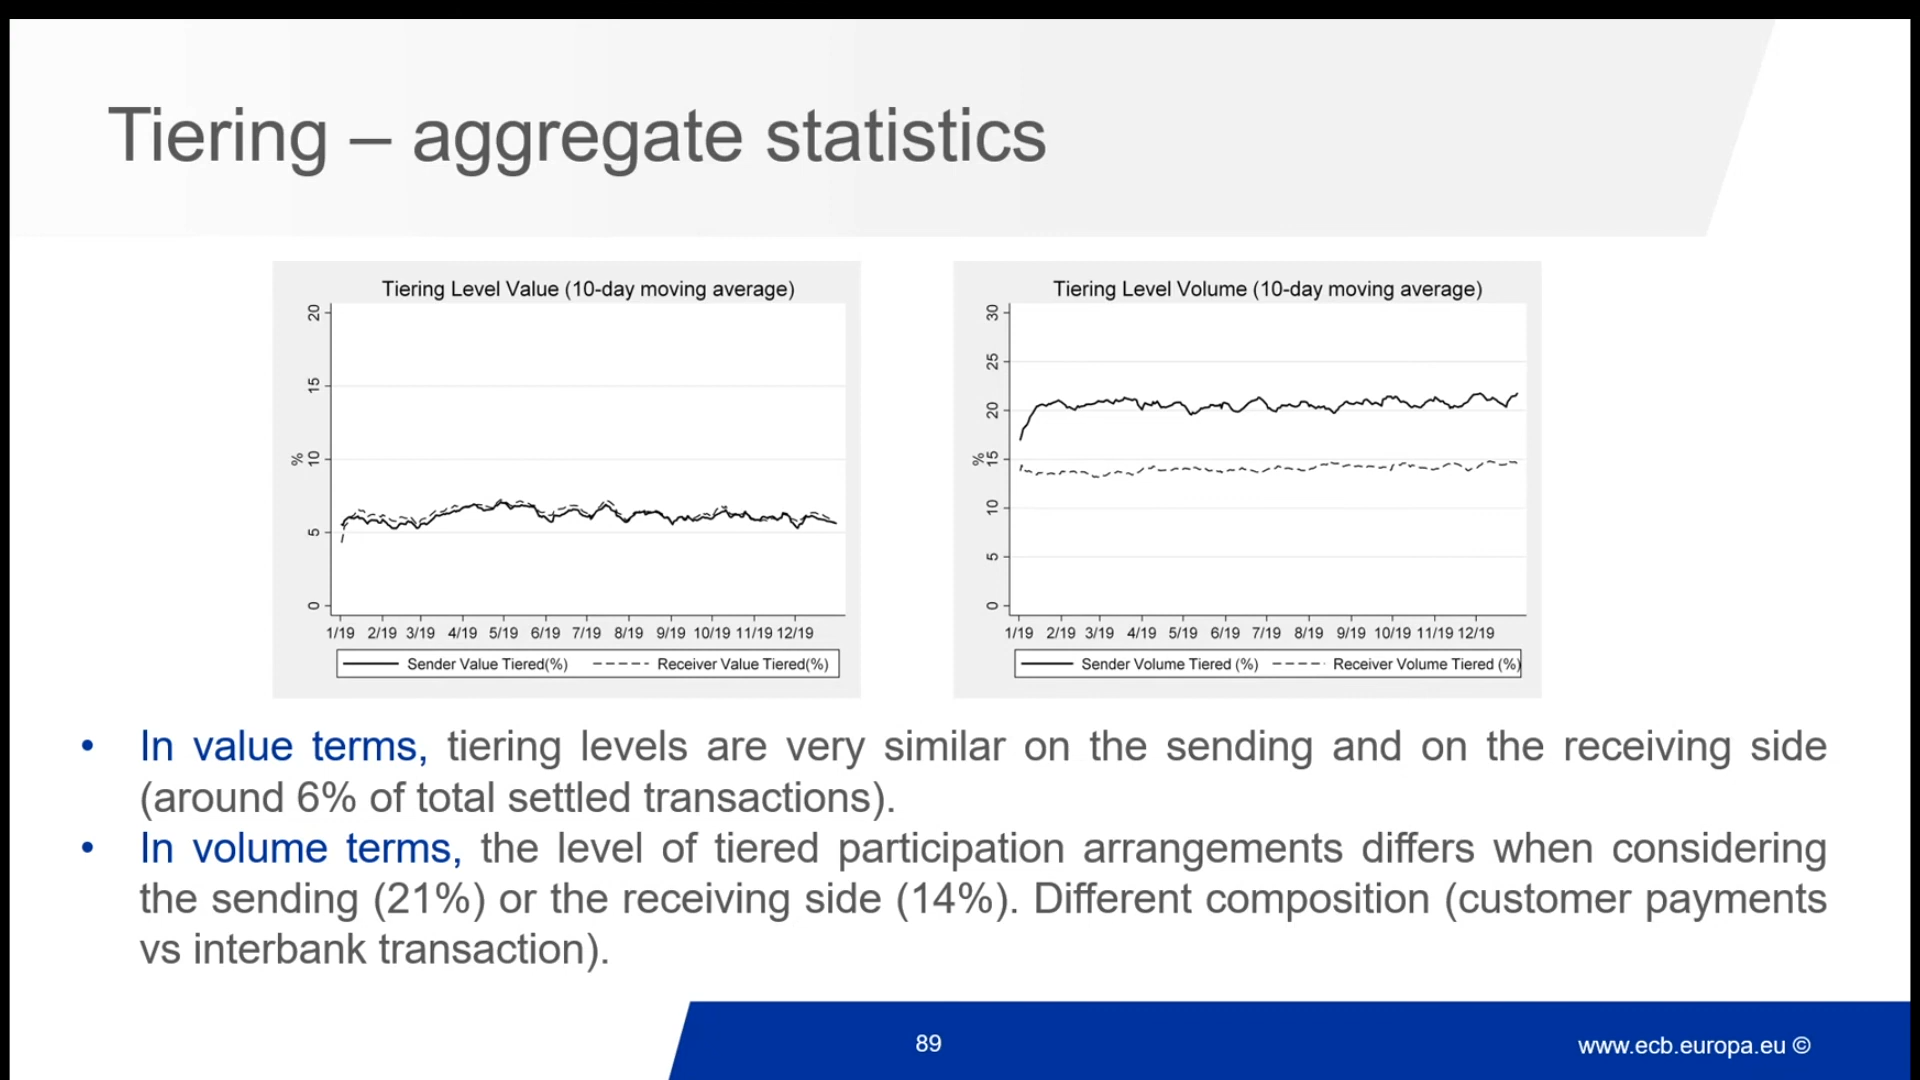 Tiering – aggregate statistics
Tiering Level Value (10-day moving average)
20
15
10
5
0
%
1/19 2/19 3/19 4/19 5/19 6/19 7/19 8/19 9/19 10/19 11/19 12/19
Sender Value Tiered(%) Receiver Value Tiered(%)
Tiering Level Volume (10-day moving average)
30
25
20
15
10
5
0
%
1/19 2/19 3/19 4/19 5/19 6/19 7/19 8/19 9/19 10/19 11/19 12/19
Sender Volume Tiered (%) Receiver Volume Tiered (%)
• In value terms, tiering levels are very similar on the sending and on the receiving side
(around 6% of total settled transactions).
• In volume terms, the level of tiered participation arrangements differs when considering
the sending (21%) or the receiving side (14%). Different composition (customer payments
vs interbank transaction).
89
www.ecb.europa.eu ©